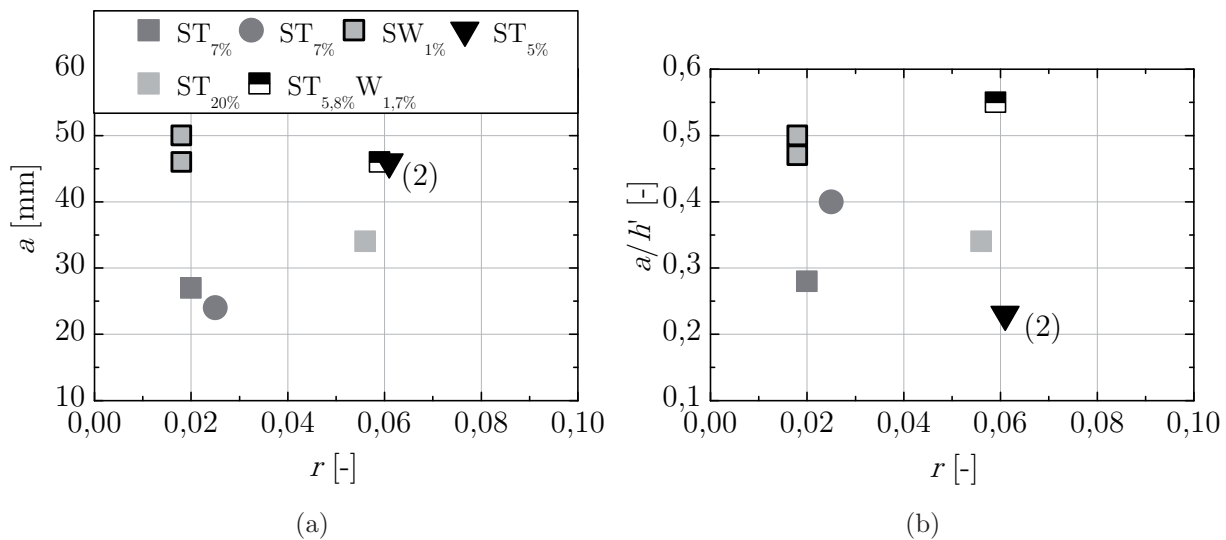 ST7% ST7% SW1% ST5%
ST20% ST5,8%W1,7%
60
50
40
30
20
10
a [mm]
(2)
0,00 0,02 0,04 0,06 0,08 0,10
r [-]
(a)
0,6
0,5
0,4
0,3
0,2
0,1
a/h' [-]
(2)
0,00 0,02 0,04 0,06 0,08 0,10
r [-]
(b)